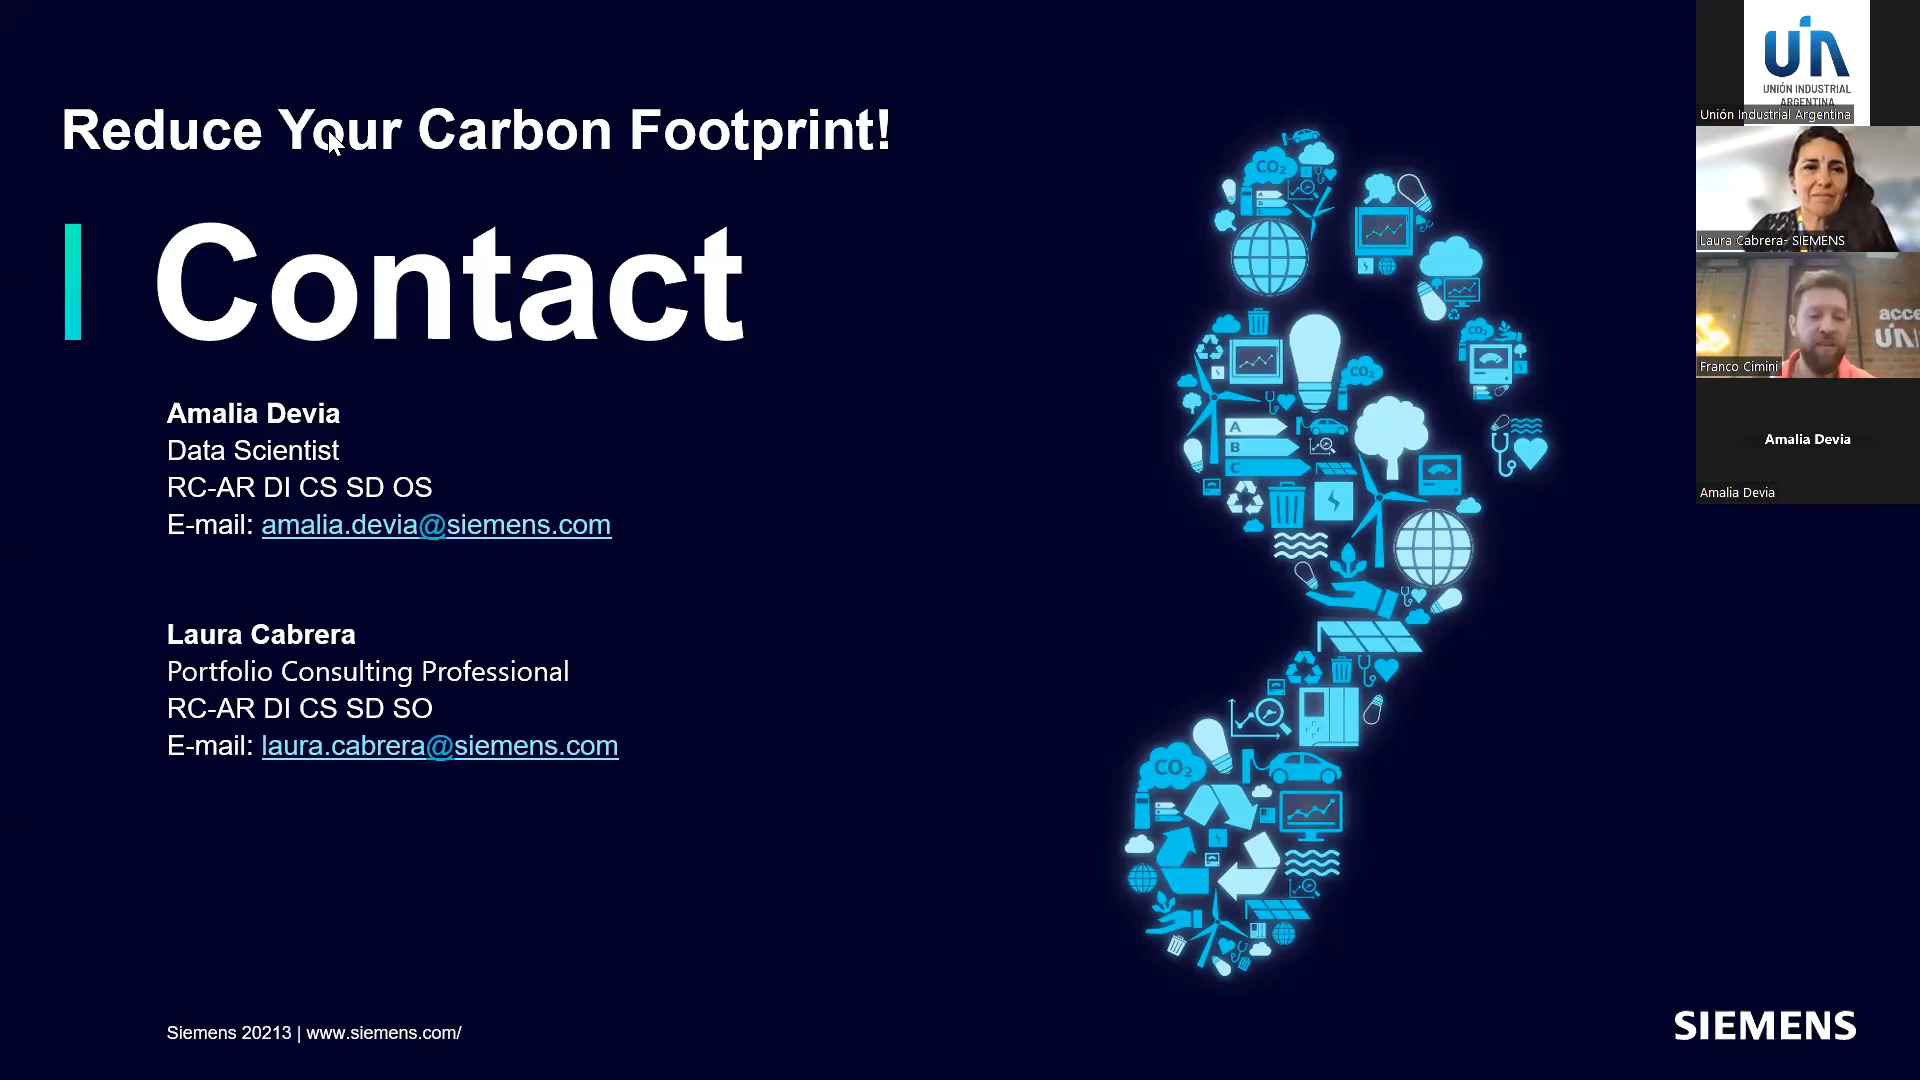 Reduce Your Carbon Footprint!
Contact
Amalia Devia
Data Scientist
RC-AR DI CS SD OS
E-mail: amalia.devia@siemens.com
Laura Cabrera
Portfolio Consulting Professional
RC-AR DI CS SD SO
E-mail: laura.cabrera@siemens.com
Siemens 20213 | www.siemens.com/
CO₂
A
B
C
CO₂
CO₂
A
B
C
CO₂
SIEMENS
UIA
UNIÓN INDUSTRIAL
ARGENTINA
Unión Industrial Argentina
Laura Cabrera- SIEMENS
Franco Cimini
Amalia Devia
Amalia Devia